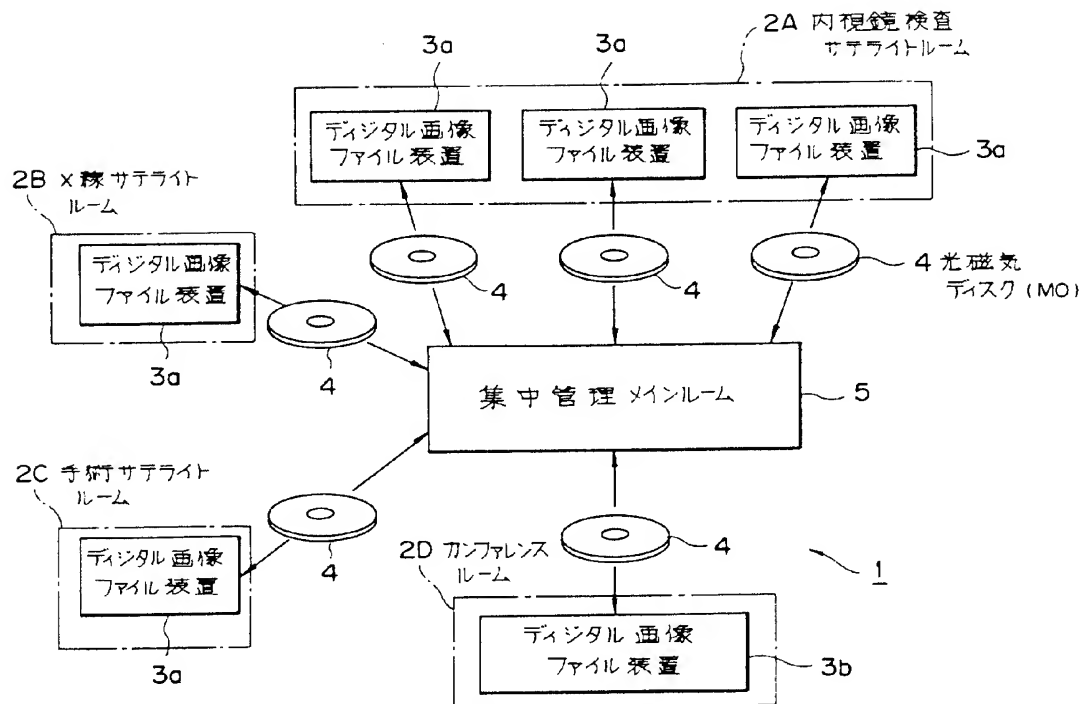 2A 内視鏡検査
サテライトルーム
3a
3a
ディジタル画像
ファイル装置
ディジタル画像
ファイル装置
ディジタル画像
ファイル装置
3a
2B X線サテライト
ルーム
ディジタル画像
ファイル装置
3a
4
4
4
4 光磁気
ディスク(MO)
集中管理メインルーム
5
2C 手術サテライト
ルーム
ディジタル画像
ファイル装置
3a
4
4
2D カンファレンス
ルーム
ディジタル画像
ファイル装置
3b
1